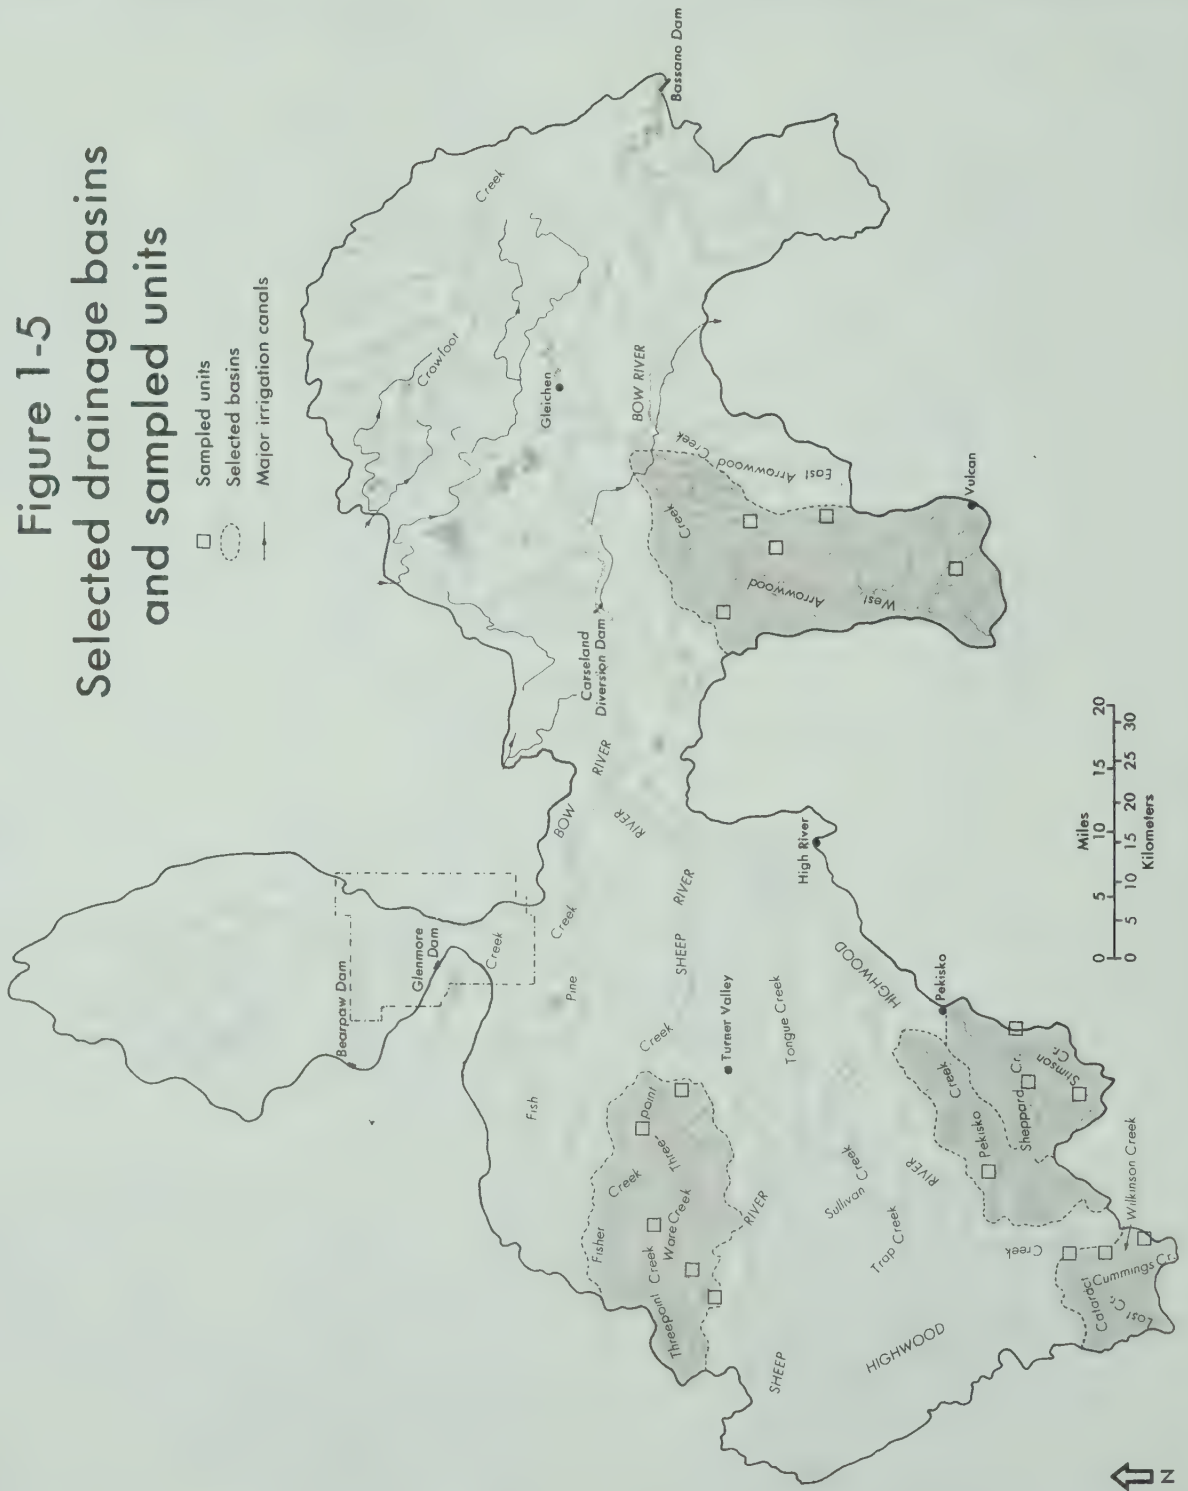 Figure 1-5
Selected drainage basins
and sampled units
Sampled units
Selected basins
Major irrigation canals
Bearpaw Dam
Glenmore
Dam
Creek
Fish
Pine
Creek
BOW
RIVER
RIVER
Carseland
Diversion Dam
Crowfoot
Creek
Gleichen
BOW RIVER
Bassano Dam
Fisher
Creek
Three
point
Creek
Threepoint Creek
Ware Creek
SHEEP
RIVER
SHEEP
RIVER
Turner Valley
Tongue Creek
Sullivan
Creek
Trap Creek
HIGHWOOD
RIVER
HIGHWOOD
High River
Creek
Arrowwood
West
East
Arrowwood
Creek
Vulcan
Pekisko
Pekisko
Creek
Sheppard
Cr.
Stimson
Cr.
Wilkinson Creek
Cataract
Creek
Cummings Cr.
Lost
Cr.
Miles
0 5 10 15 20
0 5 10 15 20 25 30
Kilometers
N